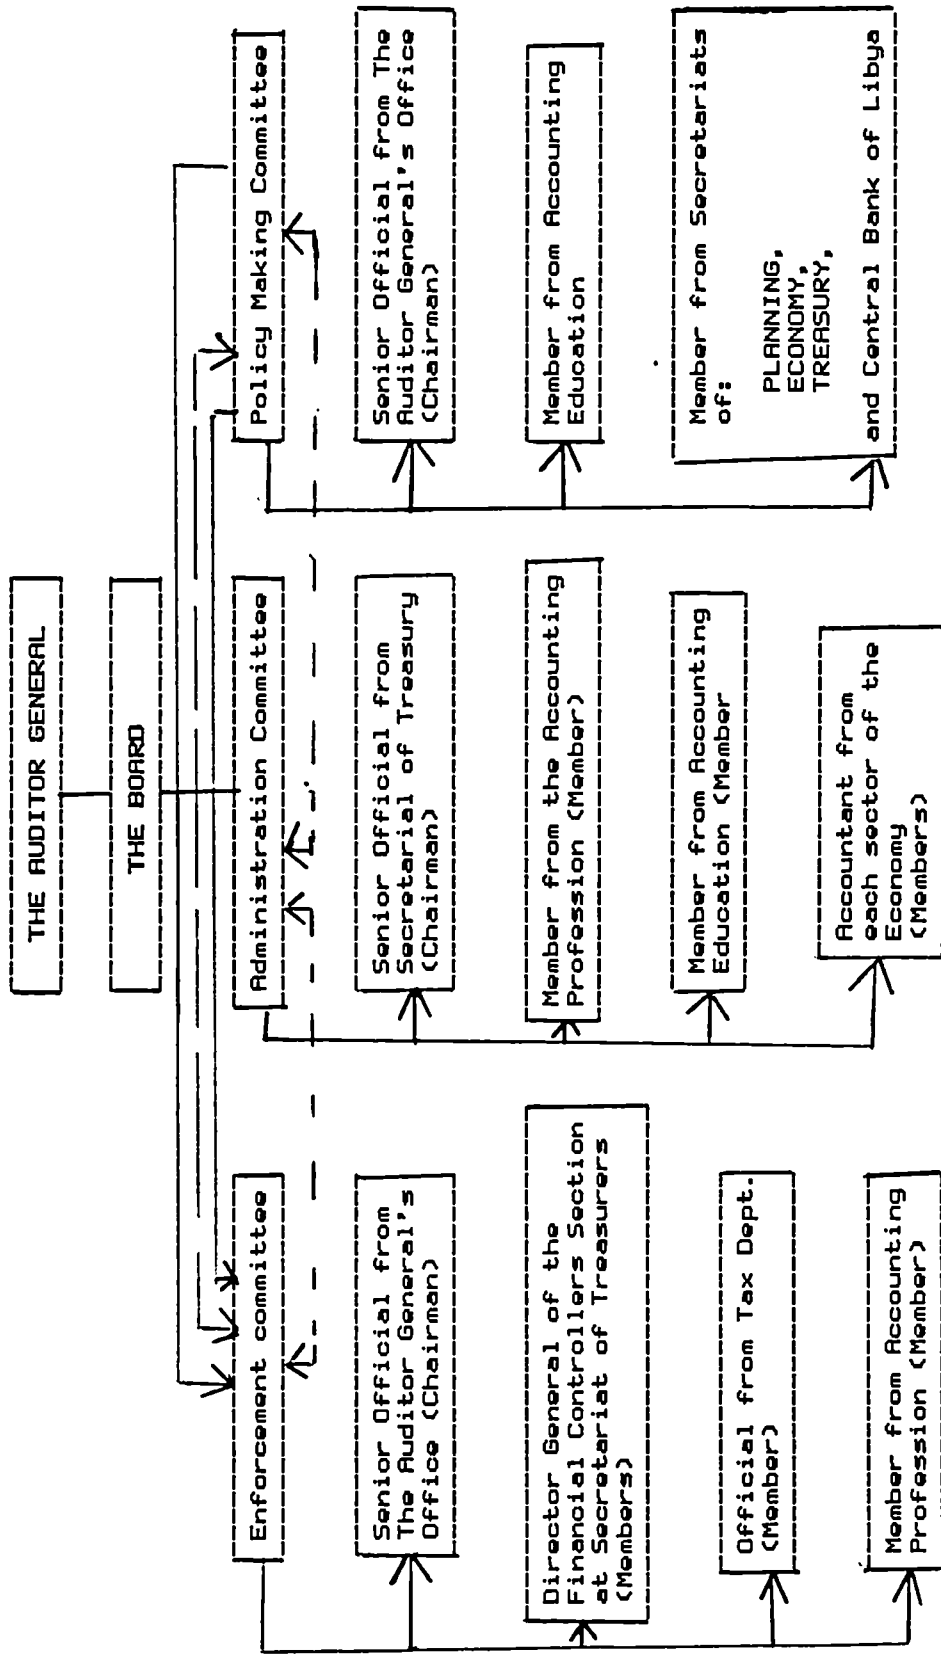 THE AUDITOR GENERAL
THE BOARD
Enforcement committee
Administration Committee
Policy Making Committee
Senior Official from
The Auditor General's
Office (Chairman)
Director General of the
Financial Controllers Section
at Secretariat of Treasurers
(Members)
Official from Tax Dept.
(Member)
Member from Accounting
Profession (Member)
Senior Official from
Secretarial of Treasury
(Chairman)
Member from the Accounting
Profession (Member)
Member from Accounting
Education (Member
Accountant from
each sector of the
Economy
(Members)
Senior Official from The
Auditor General's Office
(Chairman)
Member from Accounting
Education
Member from Secretariats
of:
PLANNING,
ECONOMY,
TREASURY,
and Central Bank of Libya